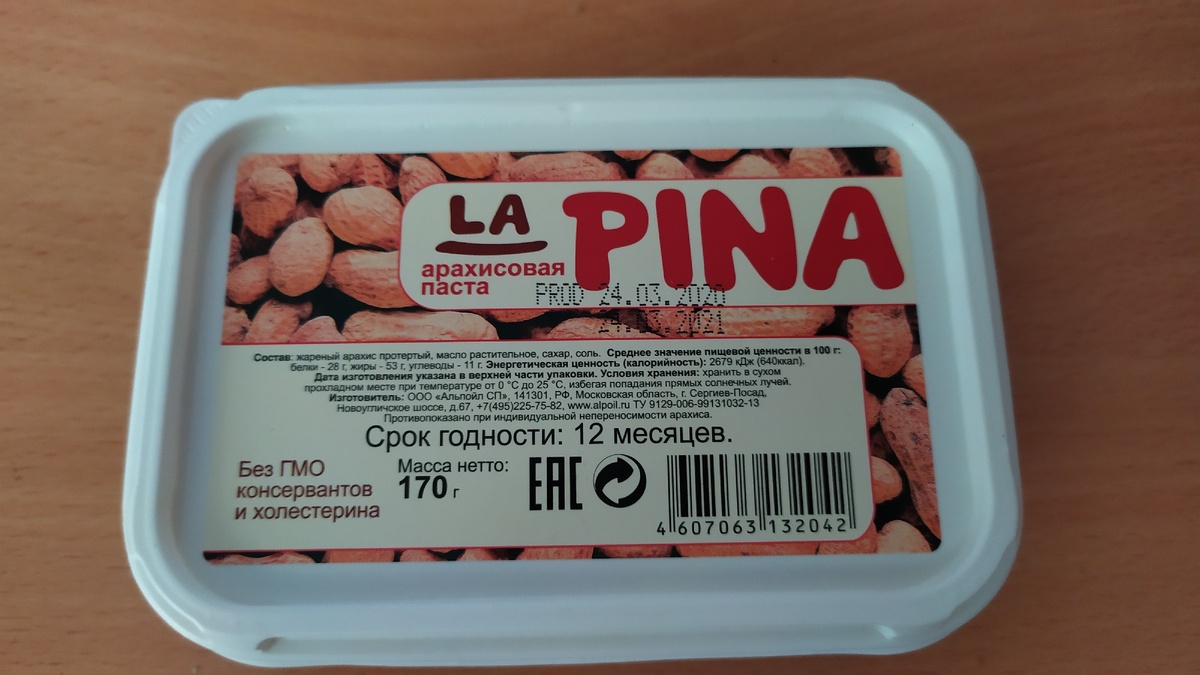 LA PINA
арахисовая
паста
PROD 24.03.2020
24.03.2021
Состав: жареный арахис протертый, масло растительное, сахар, соль. Среднее значение пищевой ценности в 100 г:
белки - 28 г, жиры - 53 г, углеводы - 11 г. Энергетическая ценность (калорийность): 2679 кДж (640ккал).
Дата изготовления указана в верхней части упаковки. Условия хранения: хранить в сухом
прохладном месте при температуре от 0 °С до 25 °С, избегая попадания прямых солнечных лучей.
Изготовитель: ООО «Альпойл СП», 141301, РФ, Московская область, г. Сергиев-Посад,
Новоугличское шоссе, д.67, +7(495)225-75-82, www.alpoil.ru ТУ 9129-006-99131032-13
Противопоказано при индивидуальной непереносимости арахиса.
Срок годности: 12 месяцев.
Без ГМО
консервантов
и холестерина
Масса нетто:
170 г
EAC
4 607063 132042